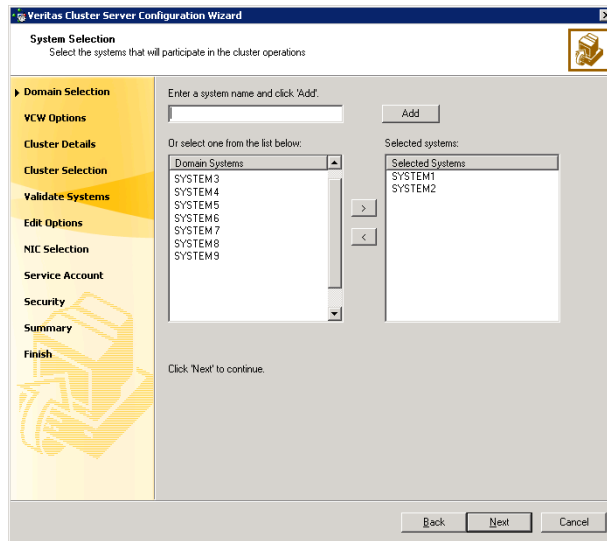 Veritas Cluster Server Configuration Wizard
System Selection
Select the systems that will participate in the cluster operations
Domain Selection
VCW Options
Cluster Details
Cluster Selection
Validate Systems
Edit Options
NIC Selection
Service Account
Security
Summary
Finish
Enter a system name and click 'Add'.
Add
Or select one from the list below:
Domain Systems
SYSTEM3
SYSTEM4
SYSTEM5
SYSTEM6
SYSTEM7
SYSTEM8
SYSTEM9
>
<
Selected systems:
Selected Systems
SYSTEM1
SYSTEM2
Click 'Next' to continue.
Back
Next
Cancel